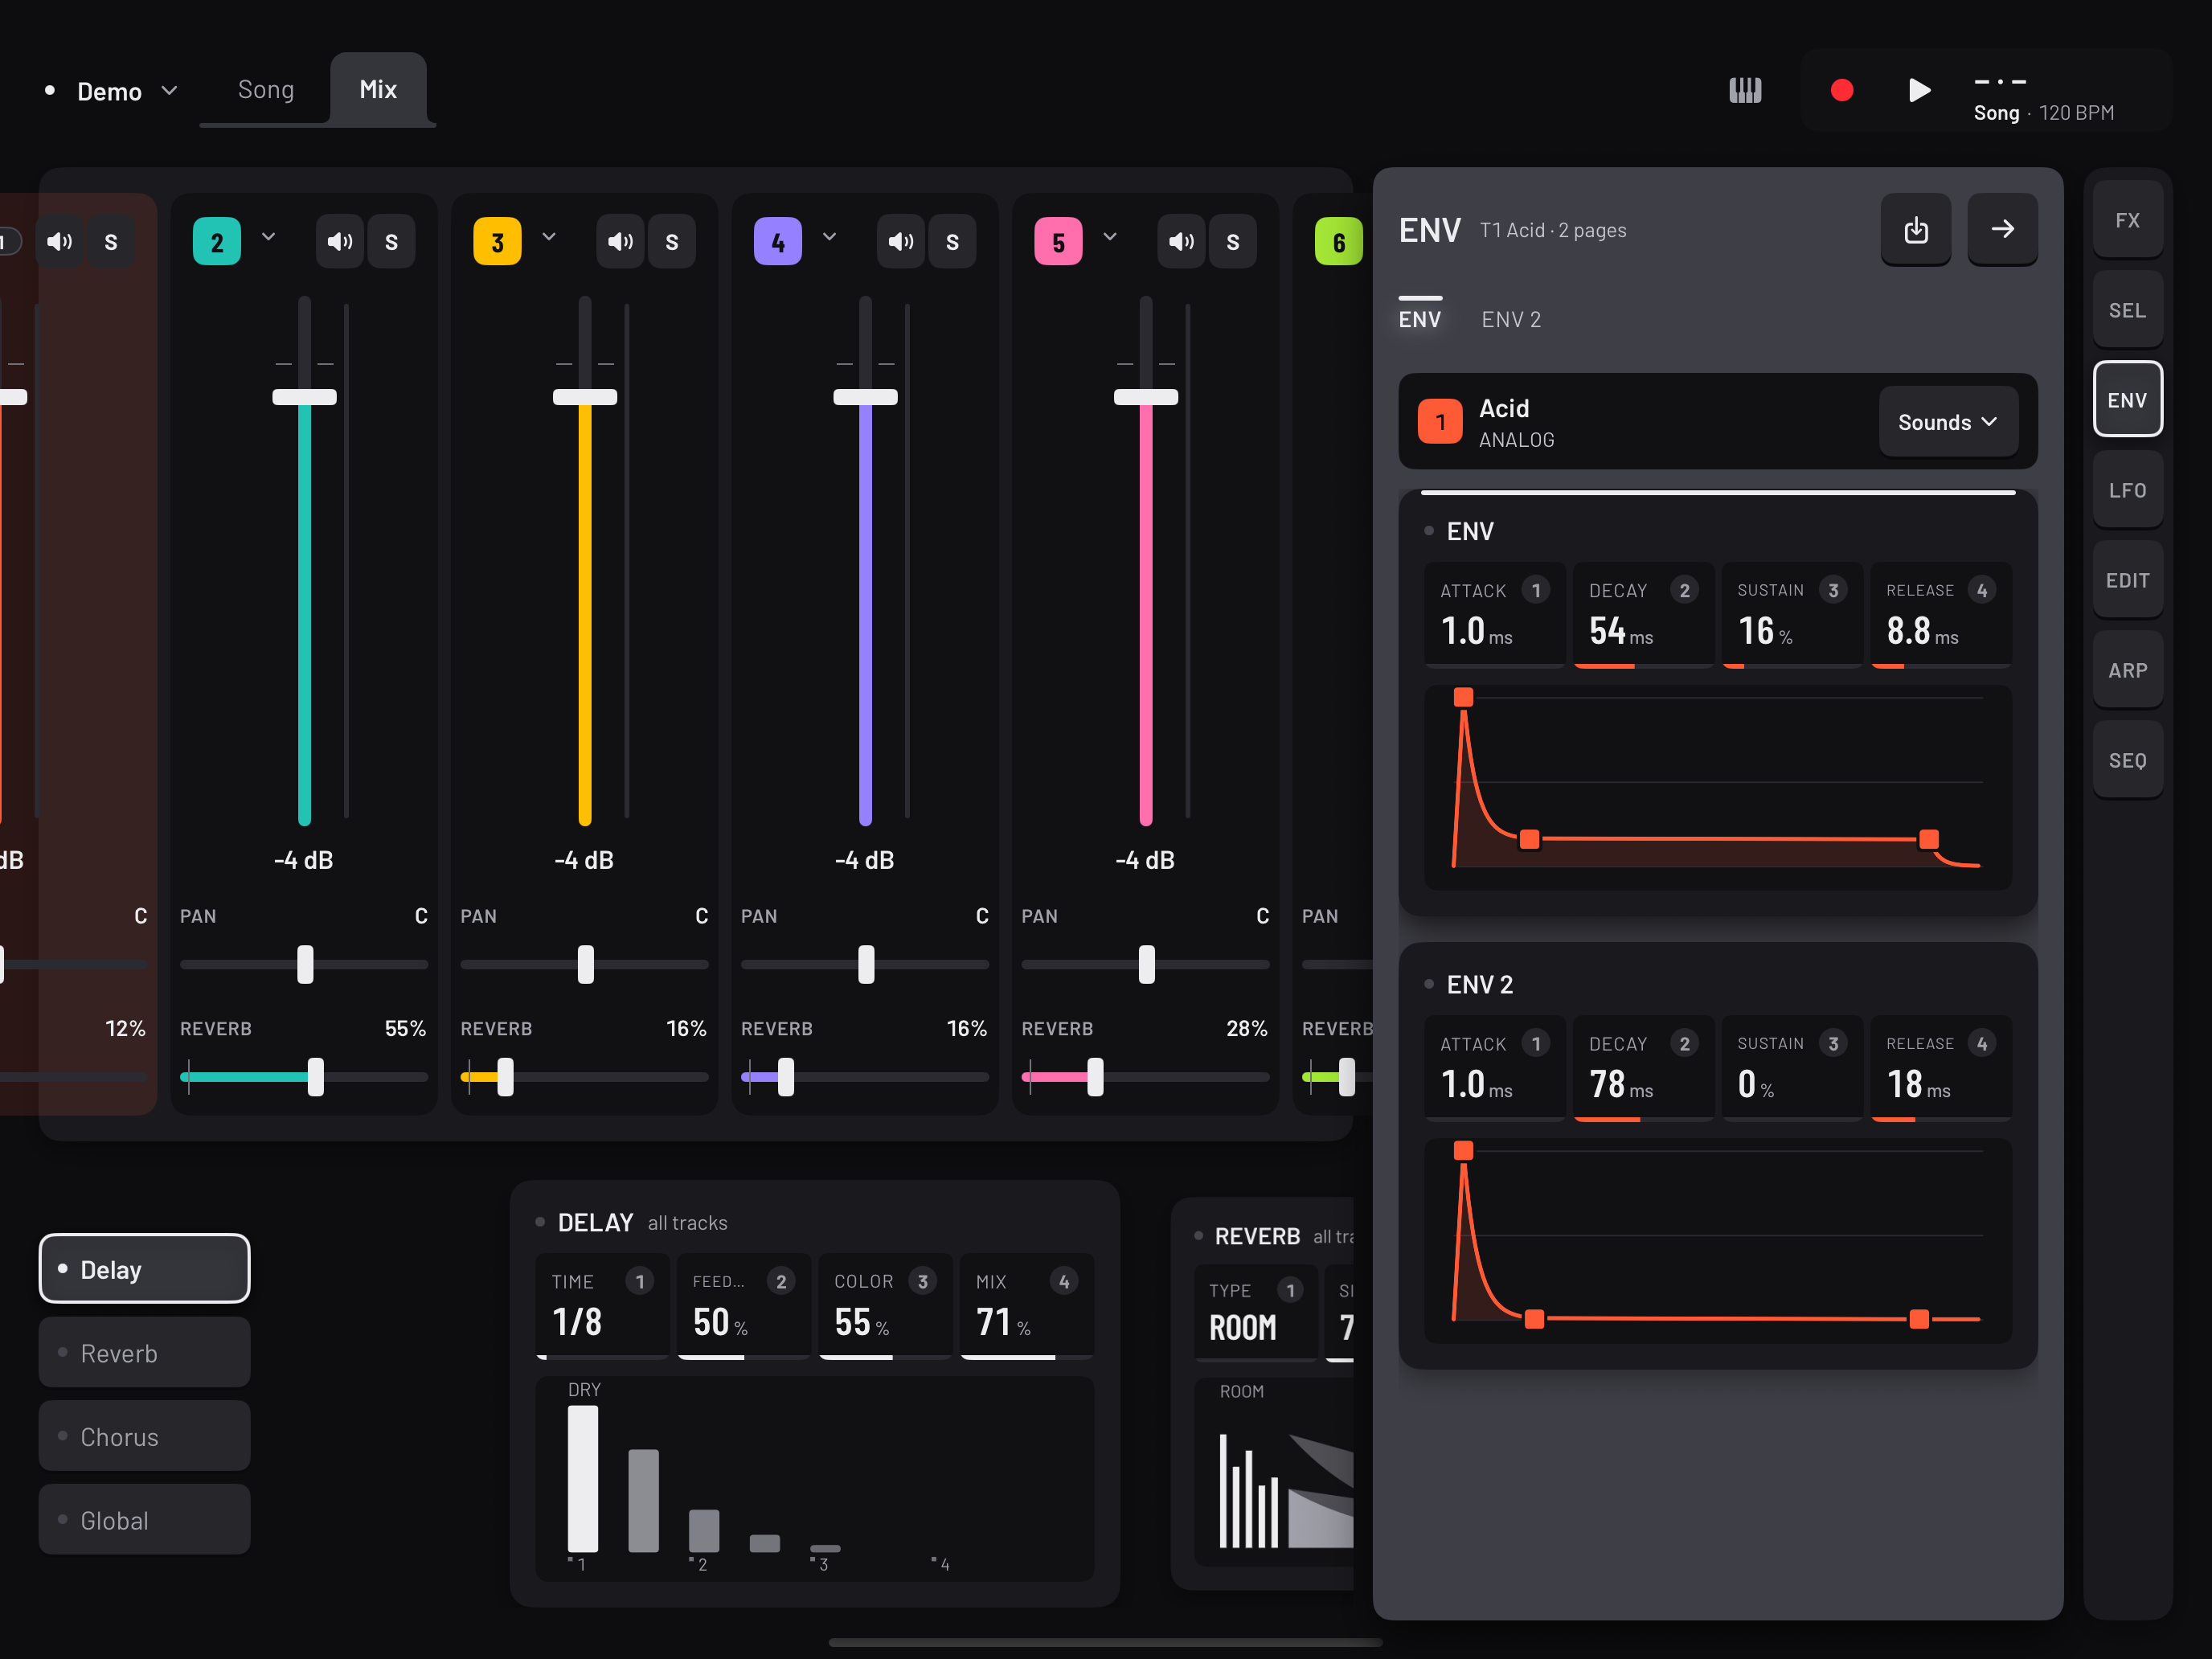 Demo
Song
Mix
Song · 120 BPM
S
2
S
3
S
4
S
5
S
6
dB
-4 dB
-4 dB
-4 dB
-4 dB
C
PAN C
PAN C
PAN C
PAN C
PAN
12%
REVERB 55%
REVERB 16%
REVERB 16%
REVERB 28%
REVERB
Delay
Reverb
Chorus
Global
DELAY all tracks
TIME 1
FEED... 2
COLOR 3
MIX 4
1/8
50 %
55 %
71 %
DRY
1 2 3 4
REVERB all tra
TYPE 1
ROOM
7
ROOM
ENV T1 Acid · 2 pages
ENV
ENV 2
1
Acid
ANALOG
Sounds
ENV
ATTACK 1
DECAY 2
SUSTAIN 3
RELEASE 4
1.0 ms
54 ms
16 %
8.8 ms
ENV 2
ATTACK 1
DECAY 2
SUSTAIN 3
RELEASE 4
1.0 ms
78 ms
0 %
18 ms
FX
SEL
ENV
LFO
EDIT
ARP
SEQ